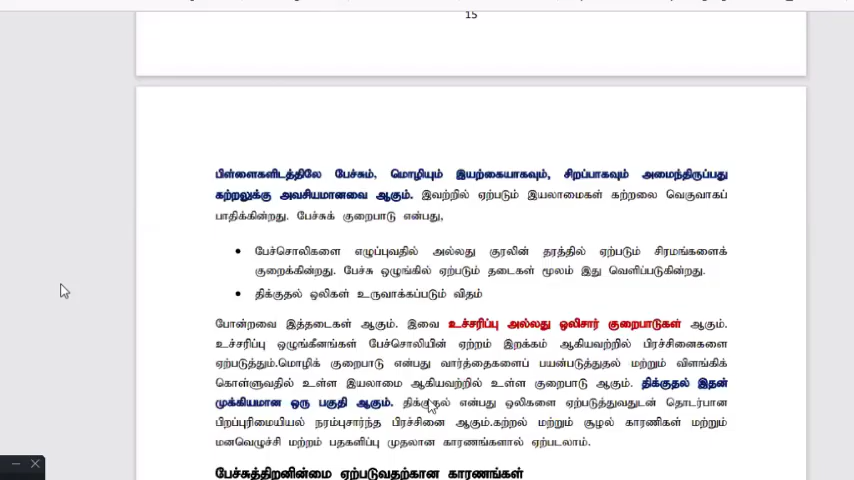 15
பிள்ளைகளிடத்திலே பேச்சும், மொழியும் இயற்கையாகவும், சிறப்பாகவும் அமைந்திருப்பது
கற்றலுக்கு அவசியமானவை ஆகும். இவற்றில் ஏற்படும் இயலாமைகள் கற்றலை வெகுவாகப்
பாதிக்கின்றது. பேச்சுக் குறைபாடு என்பது,
• பேச்சொலிகளை எழுப்புவதில் அல்லது குரலின் தரத்தில் ஏற்படும் சிரமங்களைக்
குறைக்கின்றது. பேச்சு ஒழுங்கில் ஏற்படும் தடைகள் மூலம் இது வெளிப்படுகின்றது.
• திக்குதல் ஒலிகள் உருவாக்கப்படும் விதம்
போன்றவை இத்தடைகள் ஆகும். இவை உச்சரிப்பு அல்லது ஒலிசார் குறைபாடுகள் ஆகும்.
உச்சரிப்பு ஒழுங்கீனங்கள் பேச்சொலியின் ஏற்றம் இறக்கம் ஆகியவற்றில் பிரச்சினைகளை
ஏற்படுத்தும்.மொழிக் குறைபாடு என்பது வார்த்தைகளைப் பயன்படுத்துதல் மற்றும் விளங்கிக்
கொள்ளுவதில் உள்ள இயலாமை ஆகியவற்றில் உள்ள குறைபாடு ஆகும். திக்குதல் இதன்
முக்கியமான ஒரு பகுதி ஆகும். திக்குதல் என்பது ஒலிகளை ஏற்படுத்துவதுடன் தொடர்பான
பிறப்புரிமையியல் நரம்புசார்ந்த பிரச்சினை ஆகும்.கற்றல் மற்றும் சூழல் காரணிகள் மற்றும்
மனவெழுச்சி மற்றம் பதகளிப்பு முதலான காரணங்களால் ஏற்படலாம்.
பேச்சுத்திறனின்மை ஏற்படுவதற்கான காரணங்கள்